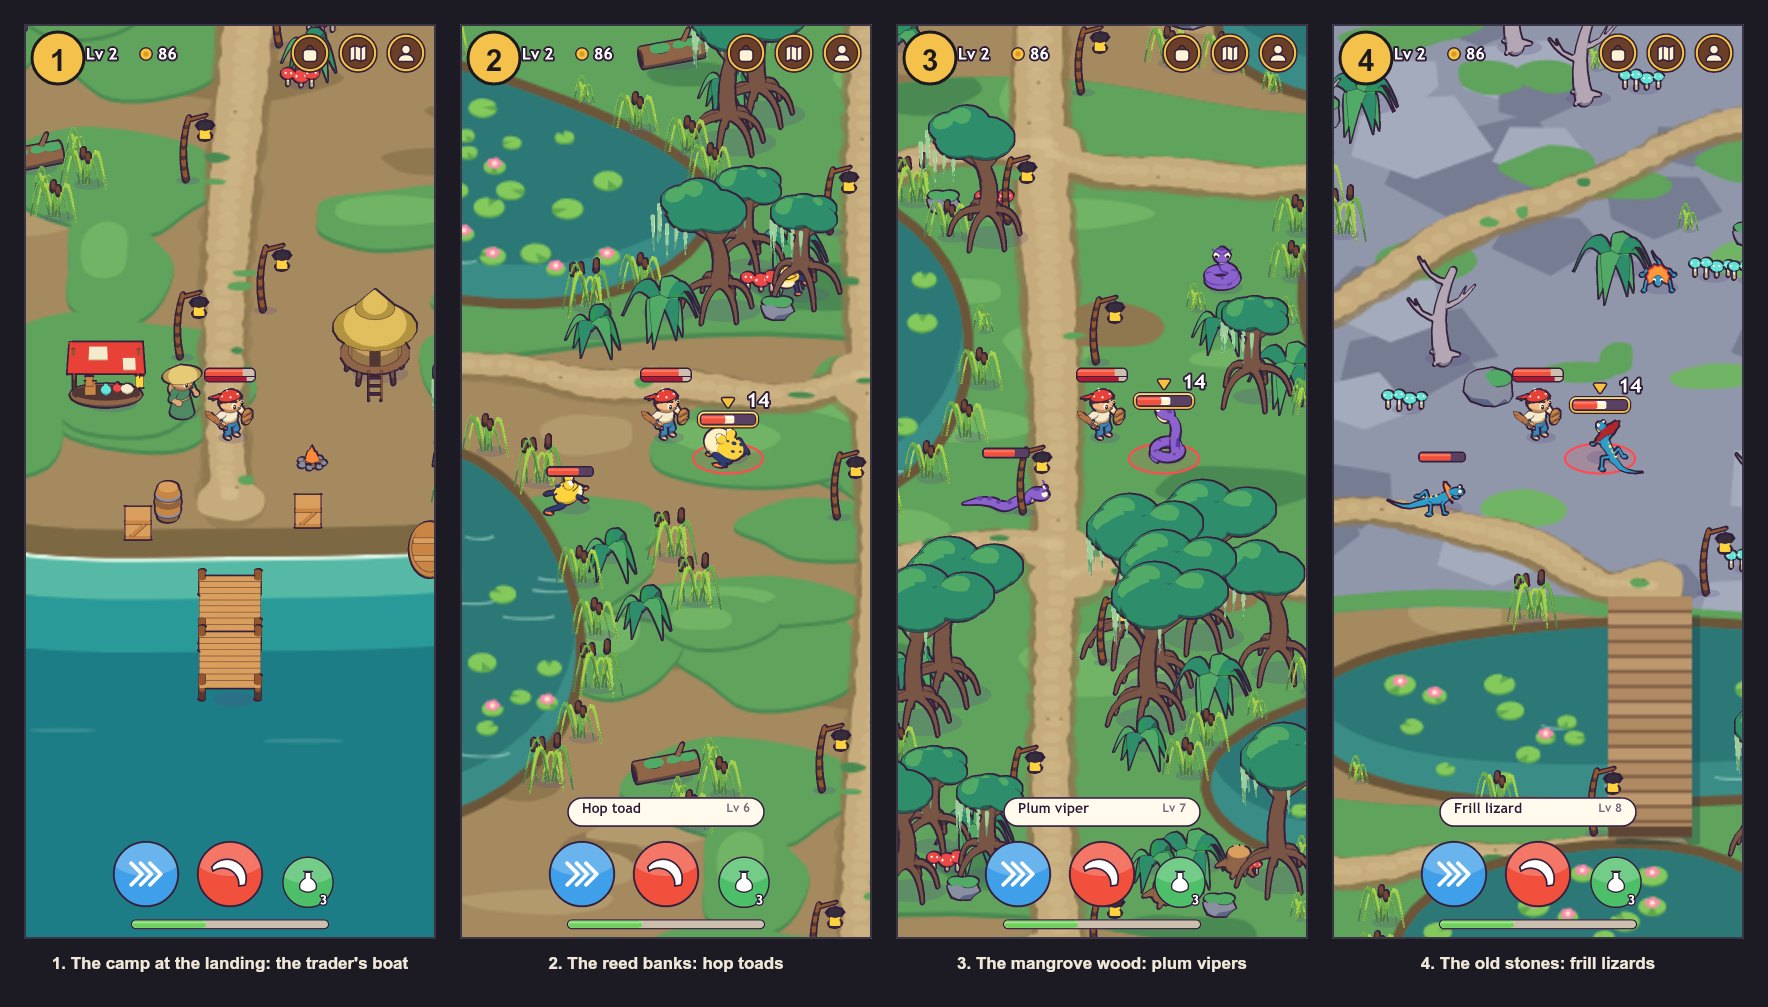 1
Lv 2
86
3
1. The camp at the landing: the trader's boat
2
Lv 2
86
14
Hop toad
Lv 6
3
2. The reed banks: hop toads
3
Lv 2
86
14
Plum viper
Lv 7
3
3. The mangrove wood: plum vipers
4
Lv 2
86
14
Frill lizard
Lv 8
3
4. The old stones: frill lizards